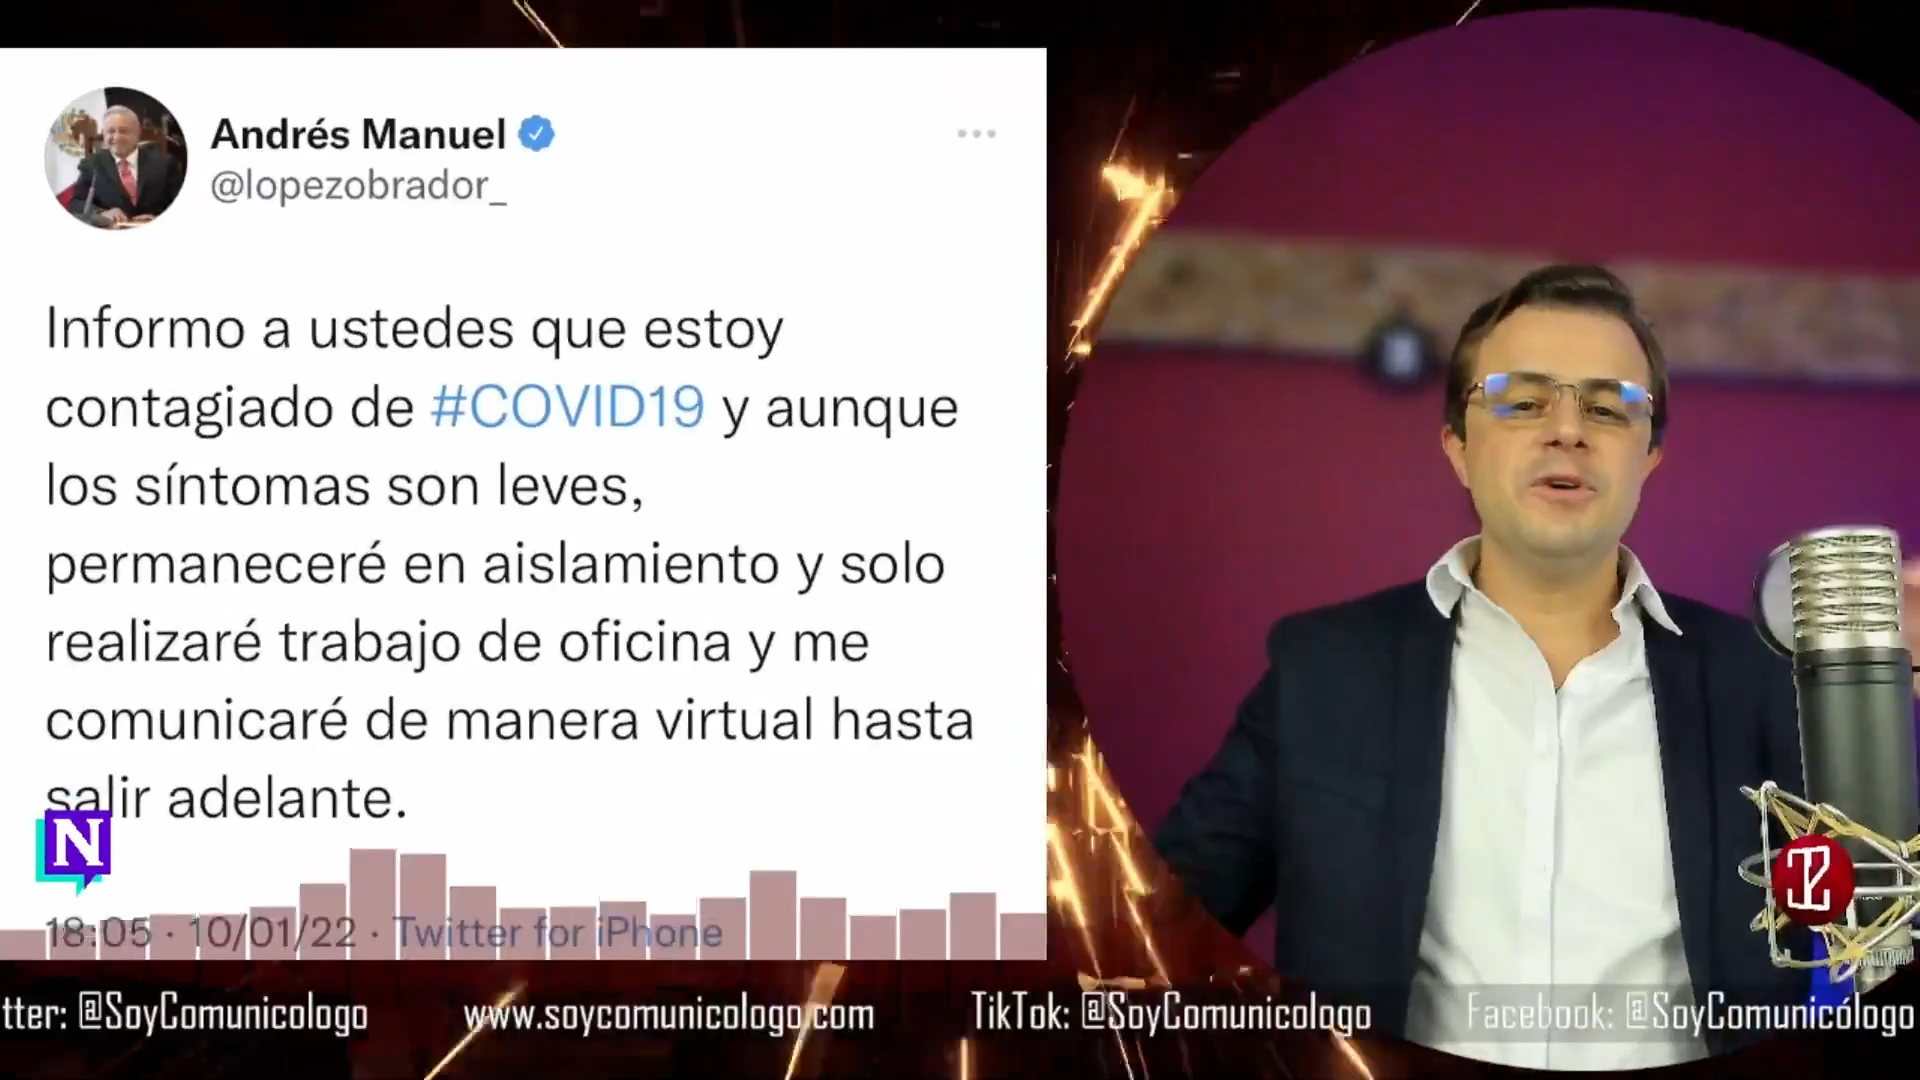 Andrés Manuel
@lopezobrador_
Informo a ustedes que estoy
contagiado de #COVID19 y aunque
los síntomas son leves,
permaneceré en aislamiento y solo
realizaré trabajo de oficina y me
comunicaré de manera virtual hasta
salir adelante.
N
18:05 · 10/01/22 · Twitter for iPhone
tter: @SoyComunicologo
www.soycomunicologo.com
TikTok: @SoyComunicologo
Facebook: @SoyComunicólogo